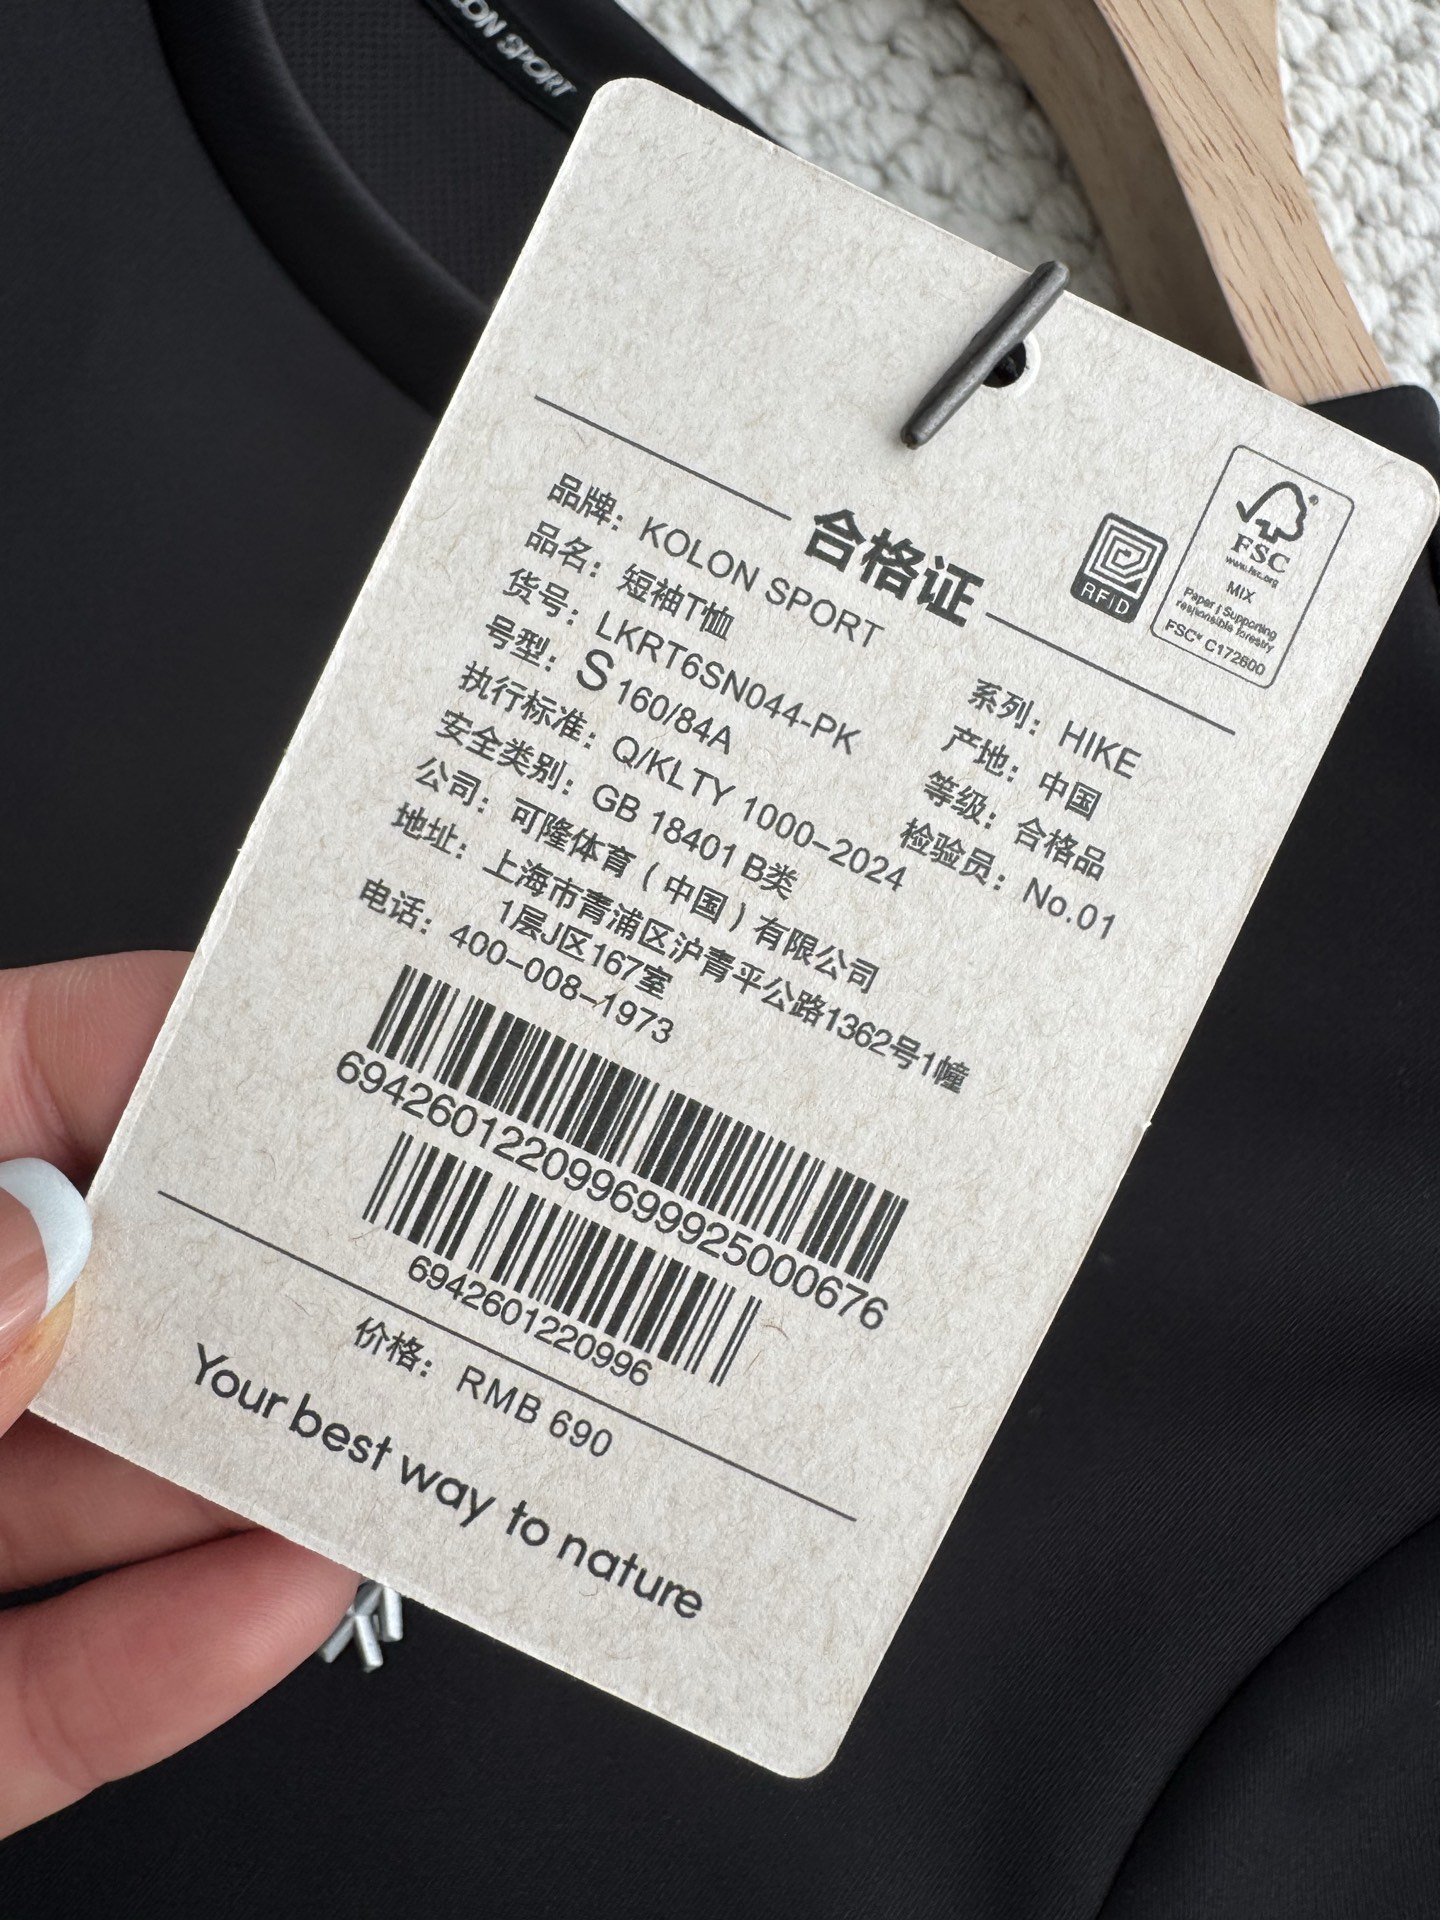 LON SPORT
合格证
RFID
FSC
www.fsc.org
MIX
Paper | Supporting
responsible forestry
FSC® C172600
品牌：KOLON SPORT
品名：短袖T恤
货号：LKRT6SN044-PK
号型：S 160/84A
执行标准：Q/KLTY 1000-2024
安全类别：GB 18401 B类
公司：可隆体育（中国）有限公司
地址：上海市青浦区沪青平公路1362号1幢
1层J区167室
电话：400-008-1973
系列：HIKE
产地：中国
等级：合格品
检验员：No.01
69426012209969992500067​6
6942601220996
价格：RMB 690
Your best way to nature